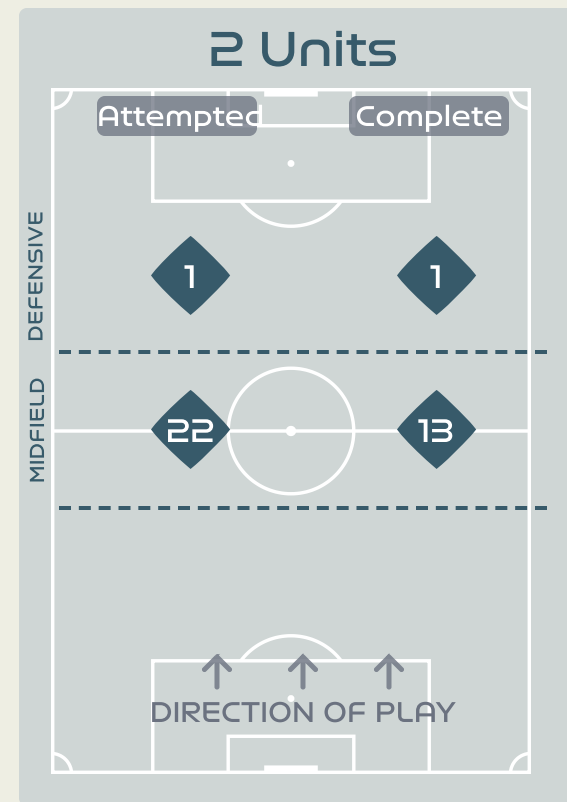 2 Units
Attempted Complete
DEFENSIVE
1 1
MIDFIELD
22 13
DIRECTION OF PLAY